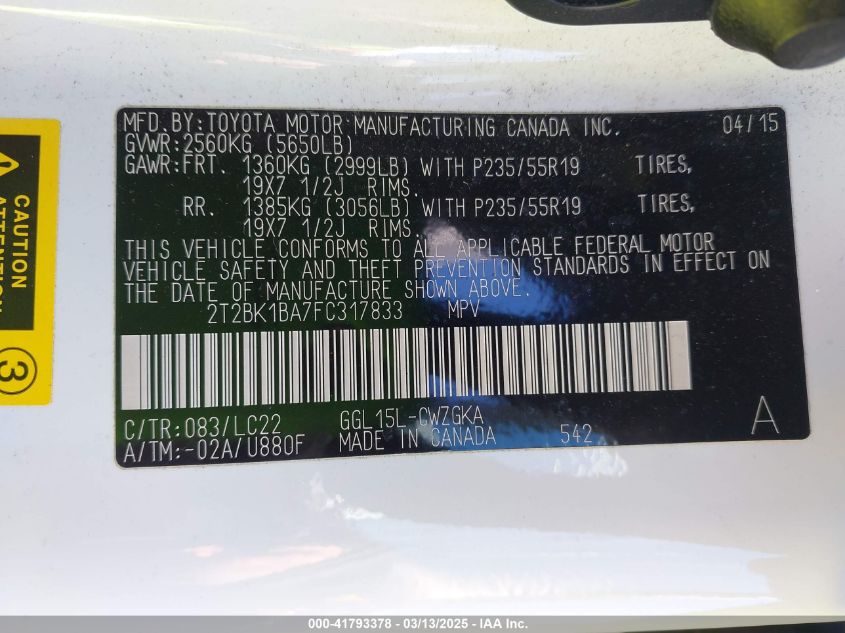 MFD.BY:TOYOTA MOTOR MANUFACTURING CANADA INC. 04/15
GVWR:2560KG (5650LB)
GAWR:FRT. 1360KG (2999LB) WITH P235/55R19 TIRES,
19X7 1/2J RIMS.
RR. 1385KG (3056LB) WITH P235/55R19 TIRES,
19X7 1/2J RIMS.
THIS VEHICLE CONFORMS TO ALL APPLICABLE FEDERAL MOTOR
VEHICLE SAFETY AND THEFT PREVENTION STANDARDS IN EFFECT ON
THE DATE OF MANUFACTURE SHOWN ABOVE.
2T2BK1BA7FC317833 MPV
C/TR:083/LC22 GGL15L-CWZGKA A
A/TM:-02A/U880F MADE IN CANADA 542
CAUTION
ATTENTION
3
000-41793378 - 03/13/2025 - IAA Inc.